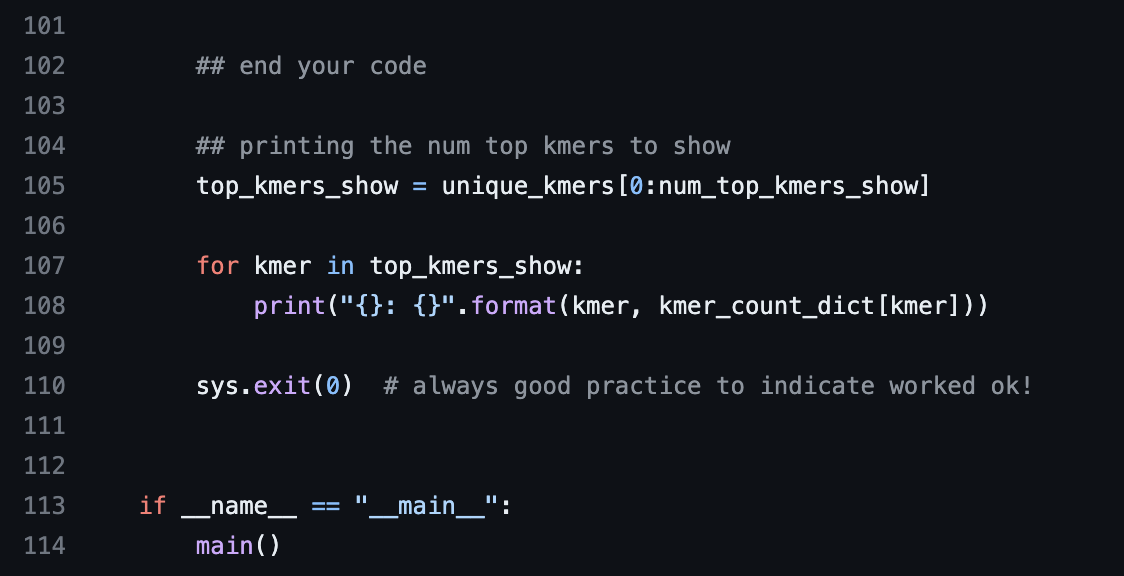 101
102         ## end your code
103
104         ## printing the num top kmers to show
105         top_kmers_show = unique_kmers[0:num_top_kmers_show]
106
107         for kmer in top_kmers_show:
108             print("{}: {}".format(kmer, kmer_count_dict[kmer]))
109
110         sys.exit(0)  # always good practice to indicate worked ok!
111
112
113     if __name__ == "__main__":
114         main()